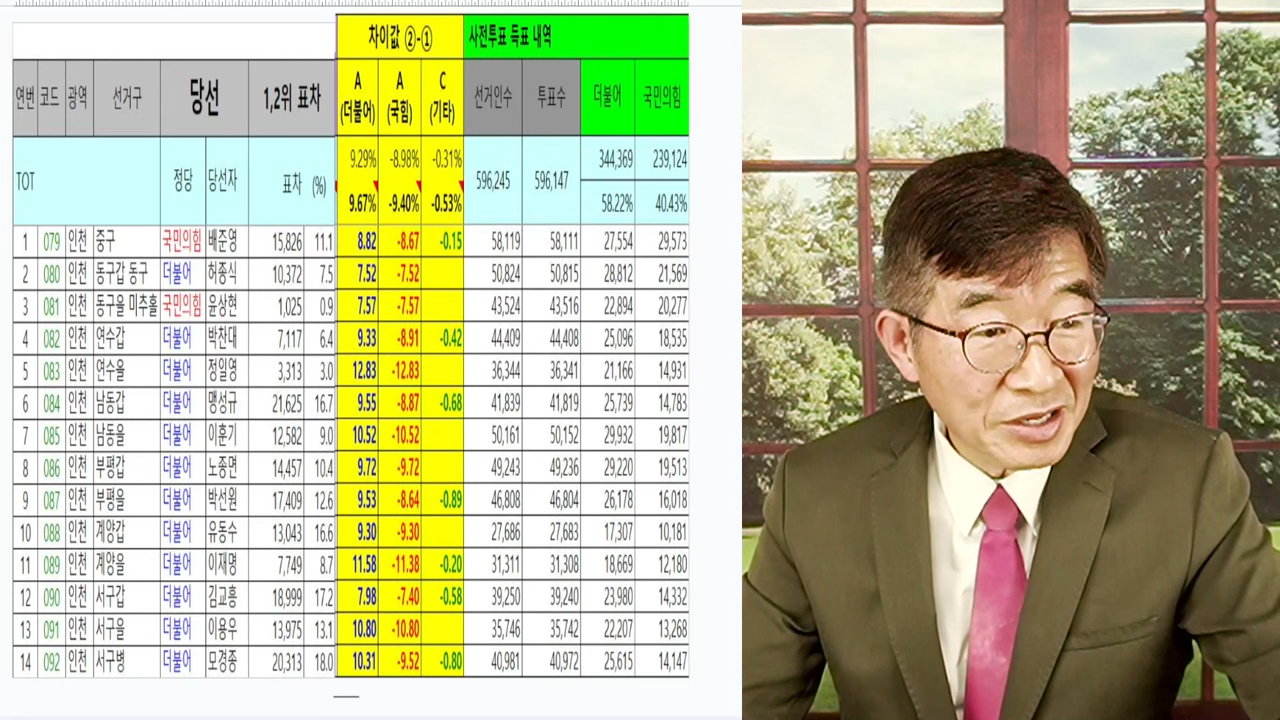 차이값 ②-① 사전투표 득표 내역
연번 코드 광역 선거구 당선 1,2위 표차 A (더불어) A (국힘) C (기타) 선거인수 투표수 더불어 국민의힘
TOT 정당 당선자 표차 (%) 9.29% -8.98% -0.31% 596,245 596,147 344,369 239,124
9.67% -9.40% -0.53% 58.22% 40.43%
1 079 인천 중구 국민의힘 배준영 15,826 11.1 8.82 -8.67 -0.15 58,119 58,111 27,554 29,573
2 080 인천 동구갑 동구 더불어 허종식 10,372 7.5 7.52 -7.52 50,824 50,815 28,812 21,569
3 081 인천 동구을 미추홀 국민의힘 윤상현 1,025 0.9 7.57 -7.57 43,524 43,516 22,894 20,277
4 082 인천 연수갑 더불어 박찬대 7,117 6.4 9.33 -8.91 -0.42 44,409 44,408 25,096 18,535
5 083 인천 연수을 더불어 정일영 3,313 3.0 12.83 -12.83 36,344 36,341 21,166 14,931
6 084 인천 남동갑 더불어 맹성규 21,625 16.7 9.55 -8.87 -0.68 41,839 41,819 25,739 14,783
7 085 인천 남동을 더불어 이훈기 12,582 9.0 10.52 -10.52 50,161 50,152 29,932 19,817
8 086 인천 부평갑 더불어 노종면 14,457 10.4 9.72 -9.72 49,243 49,236 29,220 19,513
9 087 인천 부평을 더불어 박선원 17,409 12.6 9.53 -8.64 -0.89 46,808 46,804 26,178 16,018
10 088 인천 계양갑 더불어 유동수 13,043 16.6 9.30 -9.30 27,686 27,683 17,307 10,181
11 089 인천 계양을 더불어 이재명 7,749 8.7 11.58 -11.38 -0.20 31,311 31,308 18,669 12,180
12 090 인천 서구갑 더불어 김교흥 18,999 17.2 7.98 -7.40 -0.58 39,250 39,240 23,980 14,332
13 091 인천 서구을 더불어 이용우 13,975 13.1 10.80 -10.80 35,746 35,742 22,207 13,268
14 092 인천 서구병 더불어 모경종 20,313 18.0 10.31 -9.52 -0.80 40,981 40,972 25,615 14,147